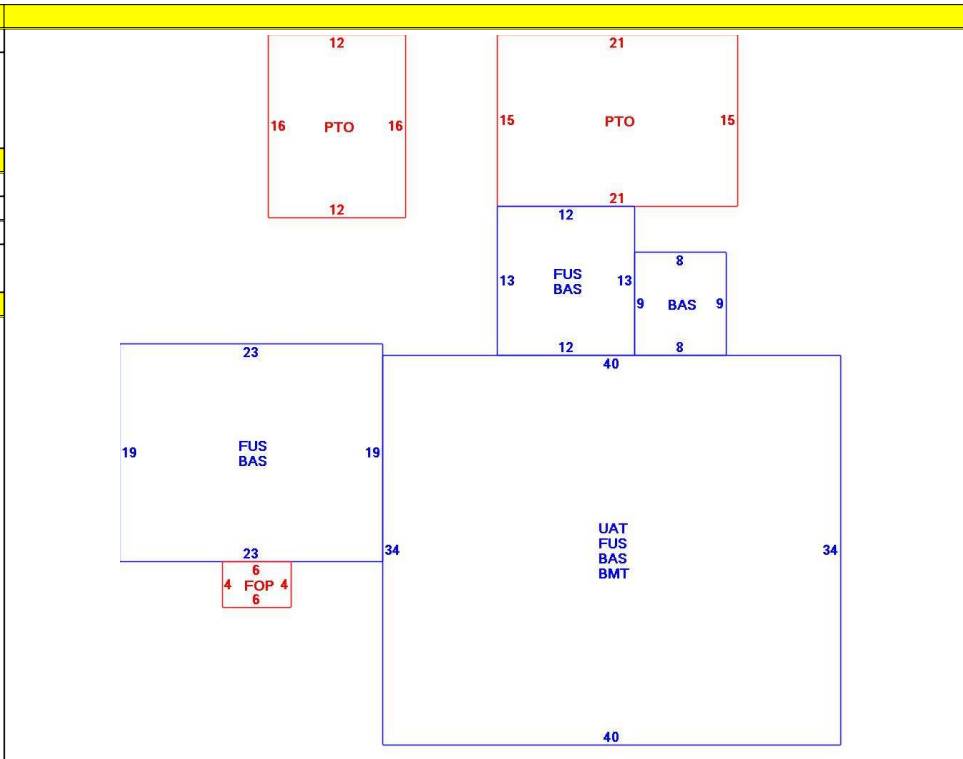 12
16 PTO 16
12
21
15 PTO 15
21
12
13 FUS 13
BAS
12
8
9 BAS 9
8
23
19 FUS 19
BAS
23
6
4 FOP 4
6
40
34 UAT 34
FUS
BAS
BMT
40